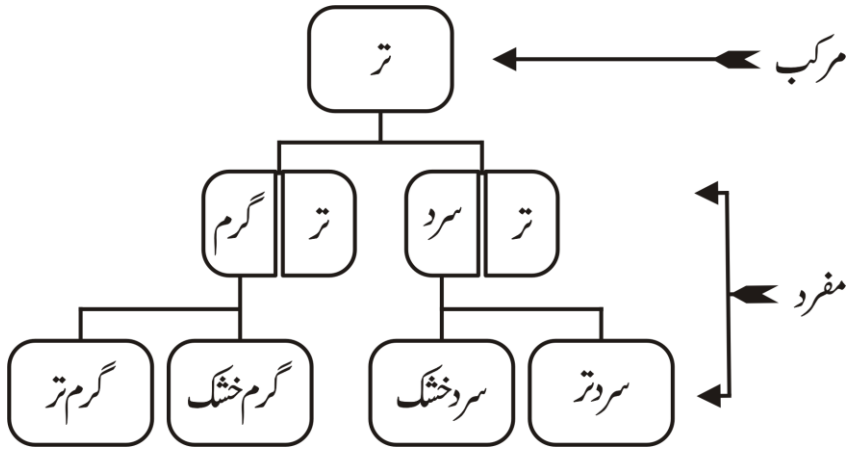 مرکب
تر
تر
سرد
تر
گرم
مفرد
سرد تر
سرد خشک
گرم خشک
گرم تر